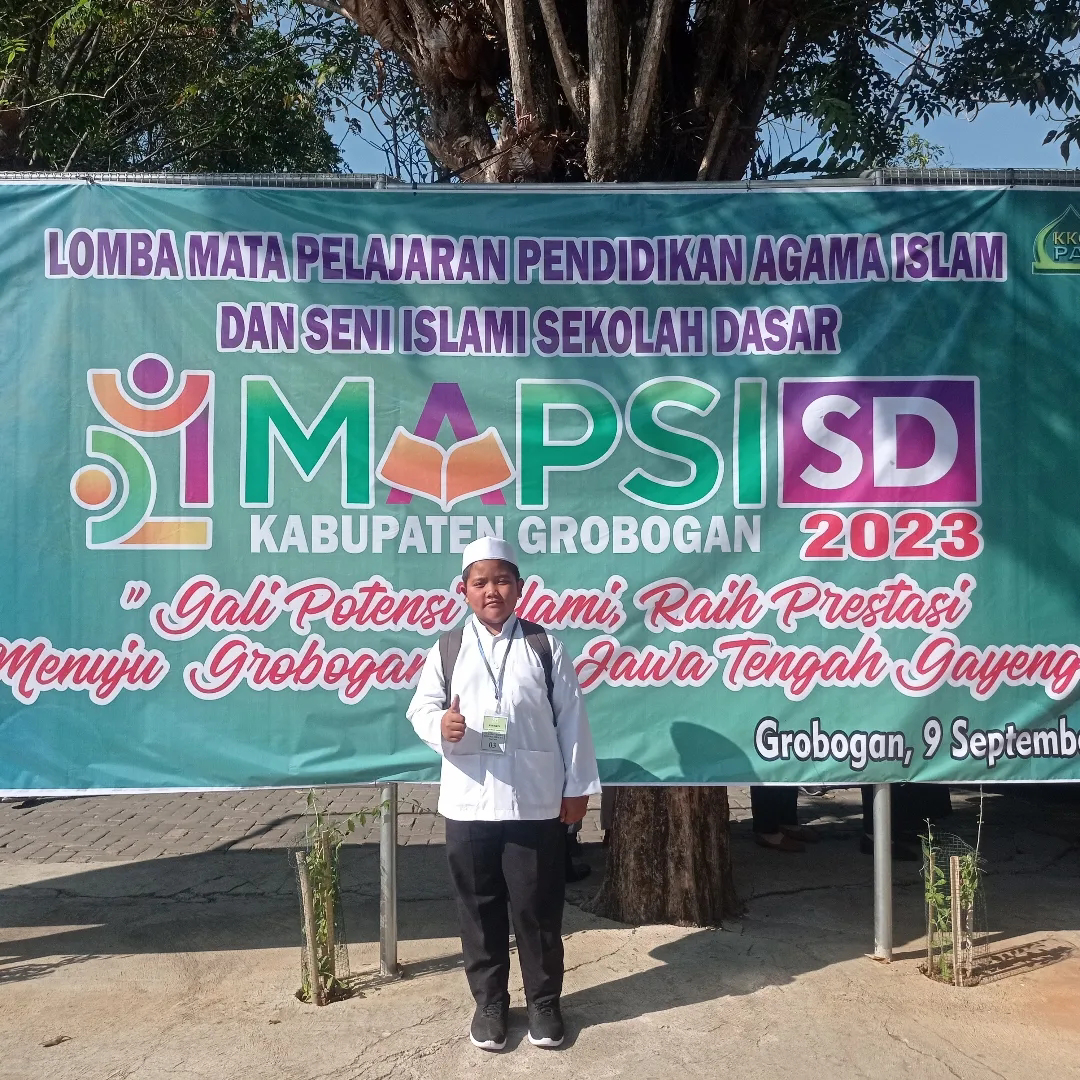 LOMBA MATA PELAJARAN PENDIDIKAN AGAMA ISLAM
DAN SENI ISLAMI SEKOLAH DASAR
MAPSI SD
KABUPATEN GROBOGAN 2023
" Gali Potensi Raih Prestasi
Menuju Grobogan Jawa Tengah Gayeng
Grobogan, 9
03